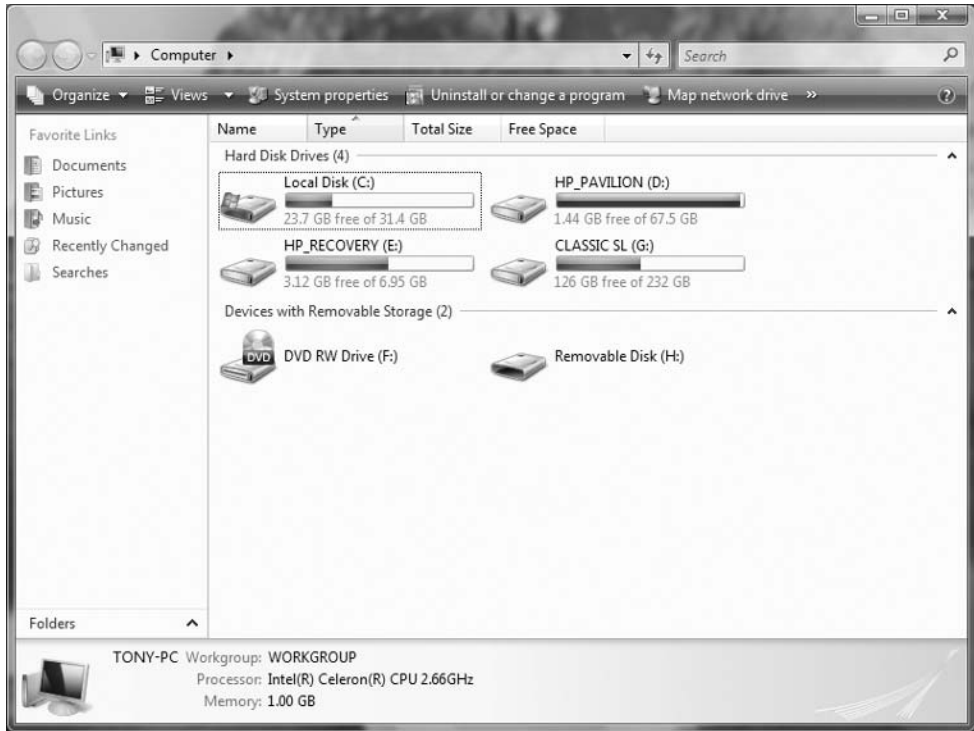 Computer
Search
Organize Views System properties Uninstall or change a program Map network drive »
Favorite Links
Documents
Pictures
Music
Recently Changed
Searches
Folders
Name Type Total Size Free Space
Hard Disk Drives (4)
Local Disk (C:)
23.7 GB free of 31.4 GB
HP_PAVILION (D:)
1.44 GB free of 67.5 GB
HP_RECOVERY (E:)
3.12 GB free of 6.95 GB
CLASSIC SL (G:)
126 GB free of 232 GB
Devices with Removable Storage (2)
DVD
DVD RW Drive (F:)
Removable Disk (H:)
TONY-PC Workgroup: WORKGROUP
Processor: Intel(R) Celeron(R) CPU 2.66GHz
Memory: 1.00 GB